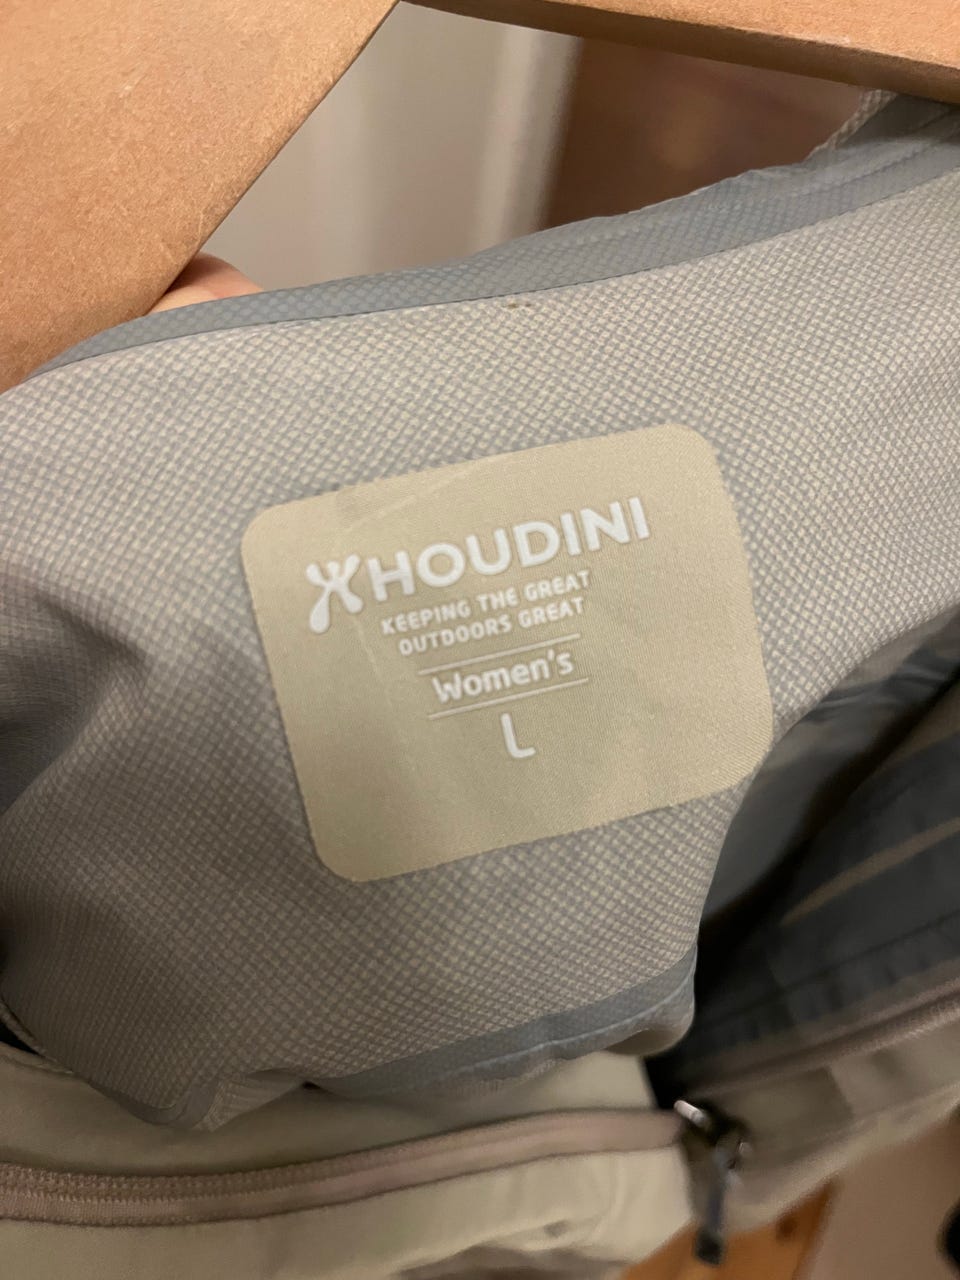 HOUDINI
KEEPING THE GREAT
OUTDOORS GREAT
Women's
L